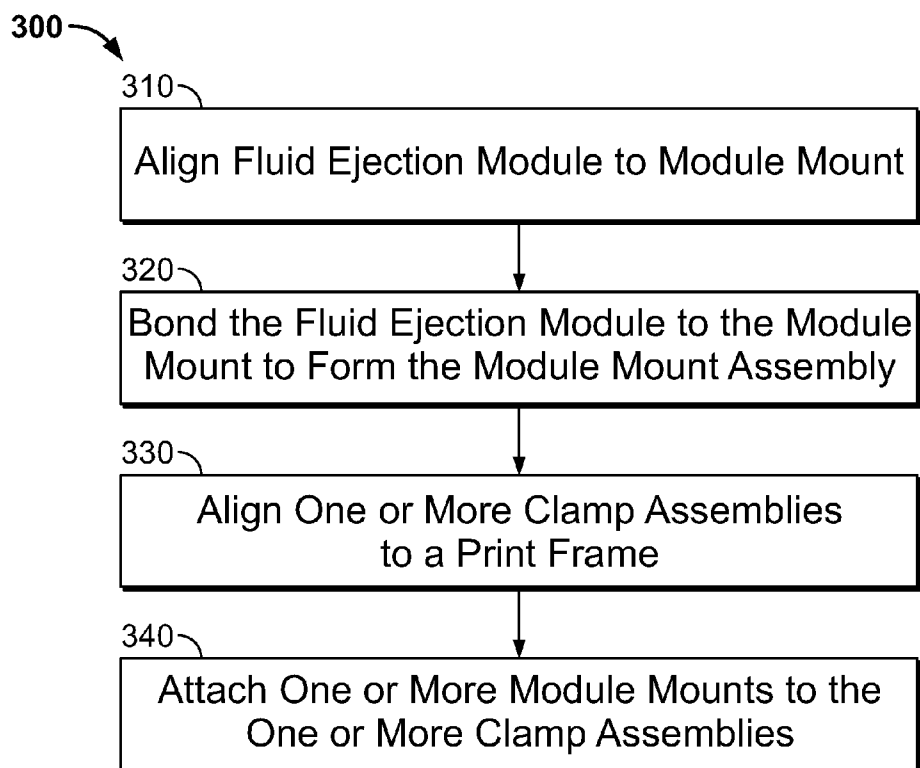 300
310
Align Fluid Ejection Module to Module Mount
320
Bond the Fluid Ejection Module to the Module
Mount to Form the Module Mount Assembly
330
Align One or More Clamp Assemblies
to a Print Frame
340
Attach One or More Module Mounts to the
One or More Clamp Assemblies